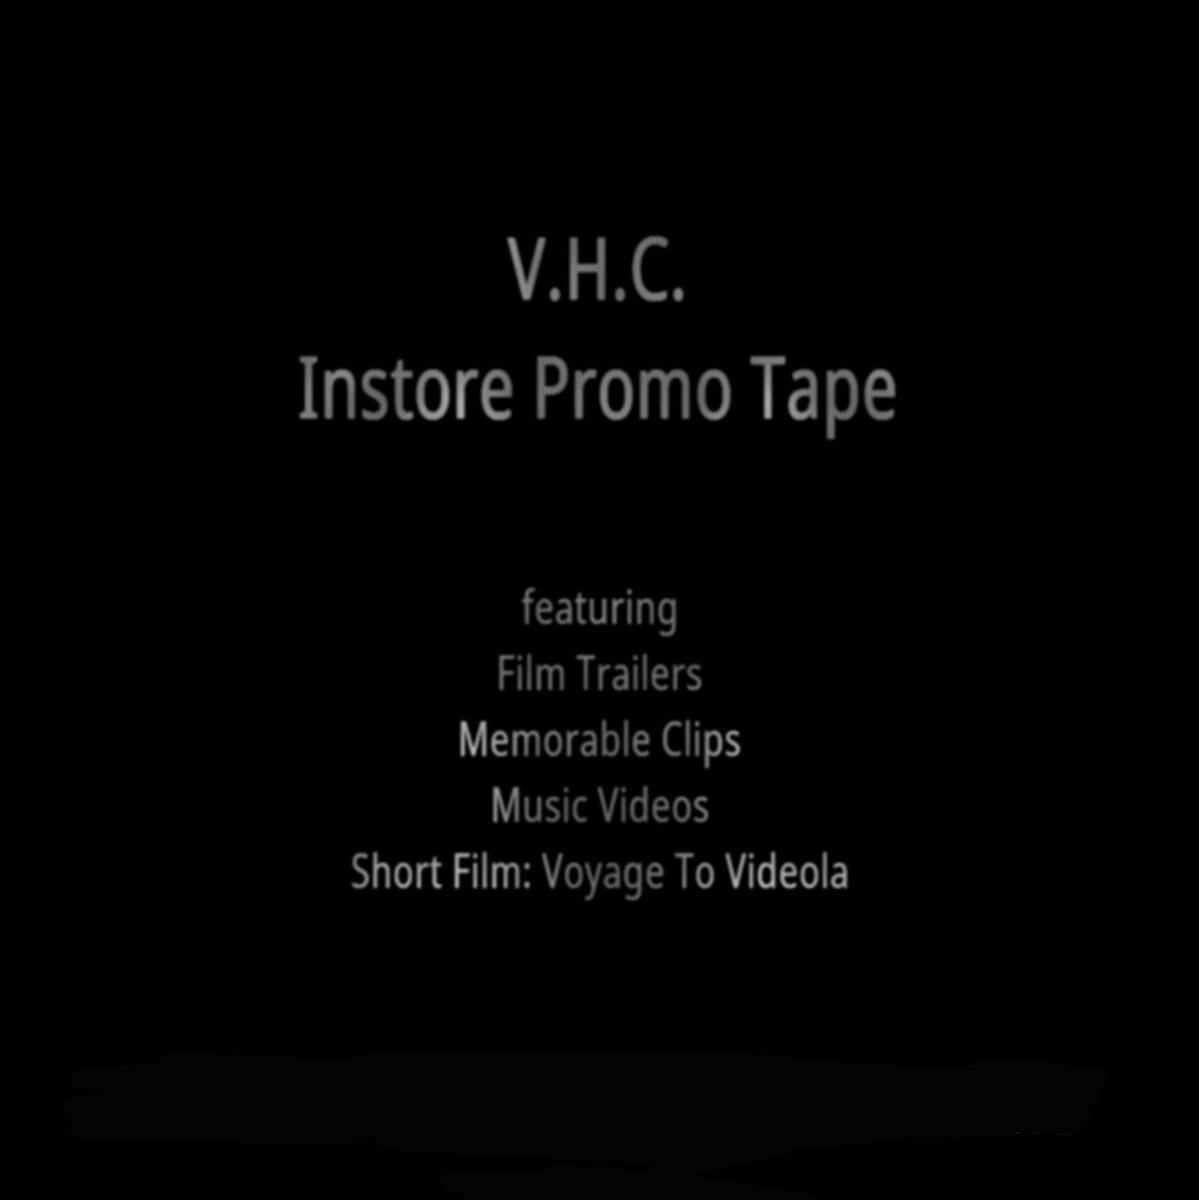 V.H.C.
Instore Promo Tape
featuring
Film Trailers
Memorable Clips
Music Videos
Short Film: Voyage To Videola